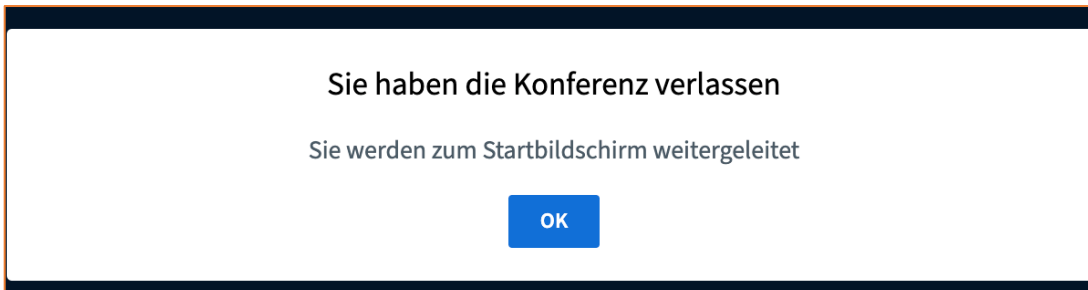 Sie haben die Konferenz verlassen
Sie werden zum Startbildschirm weitergeleitet
OK